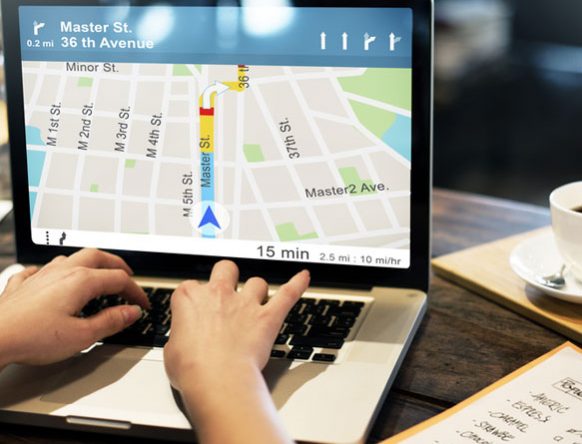 Master St.
0.2 mi 36 th Avenue
Minor St.
36 th
M 1st St.
M 2nd St.
M 3rd St.
M 4th St.
M 5th St.
Master St.
37th St.
Master2 Ave.
15 min 2.5 mi : 10 mi/hr